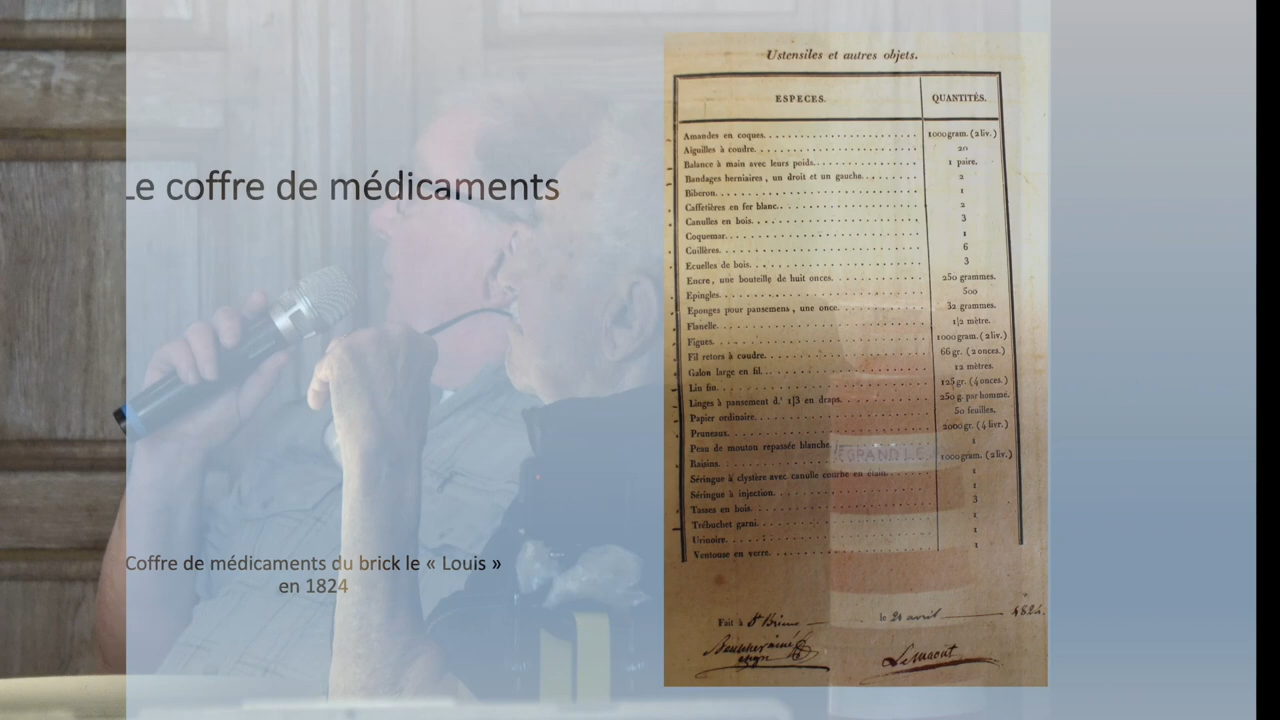 Le coffre de médicaments
Coffre de médicaments du brick le « Louis »
en 1824
Ustensiles et autres objets.
ESPECES. QUANTITÉS.
Amandes en coques. 1000 gram. (2 liv.)
Aiguilles à coudre. 20
Balance à main avec leurs poids. 1 paire.
Bandages herniaires, un droit et un gauche. 2
Biberon. 1
Caffetières en fer blanc. 2
Canulles en bois. 3
Coquemar. 1
Cuillères. 6
Ecuelles de bois. 3
Encre, une bouteille de huit onces. 250 grammes.
Epingles. 500
Eponges pour pansemens, une once. 32 grammes.
Flanelle. 1/2 mètre.
Figues. 1000 gram. (2 liv.)
Fil retors à coudre. 66 gr. (2 onces.)
Galon large en fil. 12 mètres.
Lin fin. 125 gr. (4 onces.)
Linges à pansement d.' 1/3 en draps. 250 g. par homme.
Papier ordinaire. 50 feuilles.
Pruneaux. 2000 gr. (4 livr.)
Peau de mouton repassée blanche. 1
Raisins. 1000 gram. (2 liv.)
Séringue à clystère avec canulle courbe en étain. 1
Séringue à injection. 1
Tasses en bois. 3
Trébuchet garni. 1
Urinoire. 1
Ventouse en verre. 1
Fait à St Brieuc le 21 avril 1824.
Lemaout